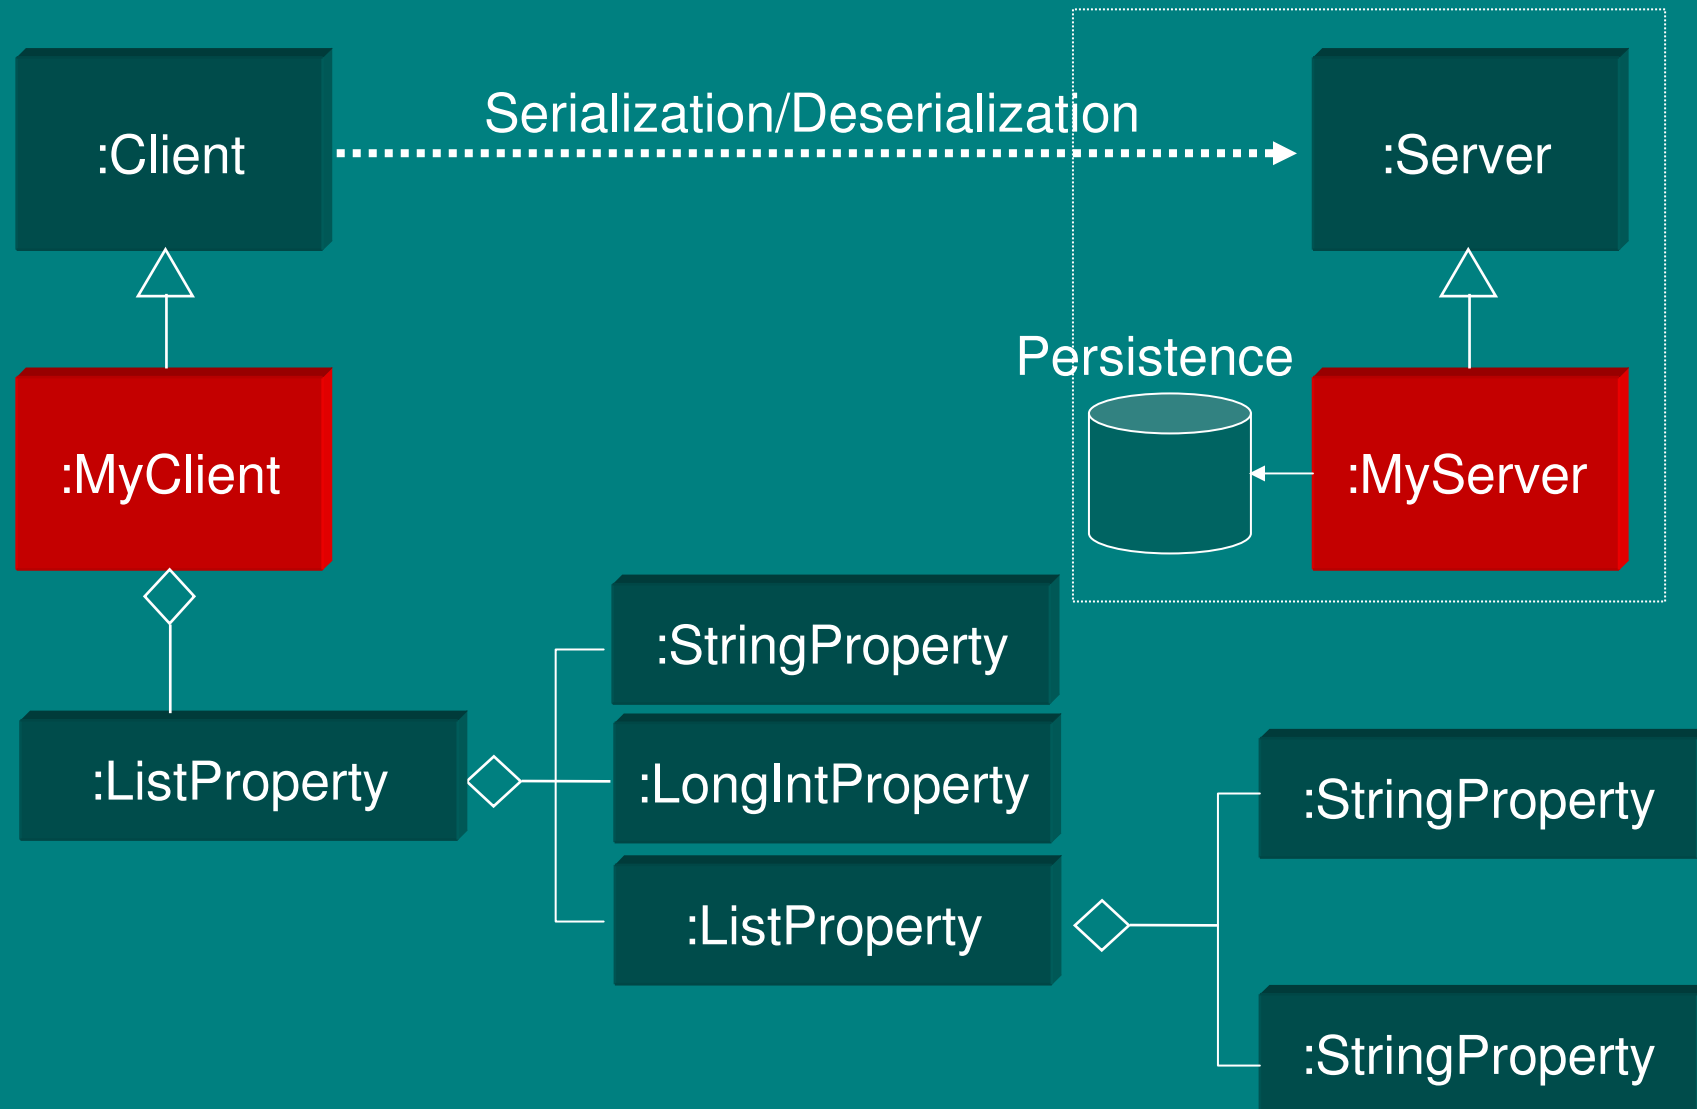 Serialization/Deserialization
:Client
:Server
Persistence
:MyClient
:MyServer
:StringProperty
:ListProperty
:LongIntProperty
:StringProperty
:ListProperty
:StringProperty